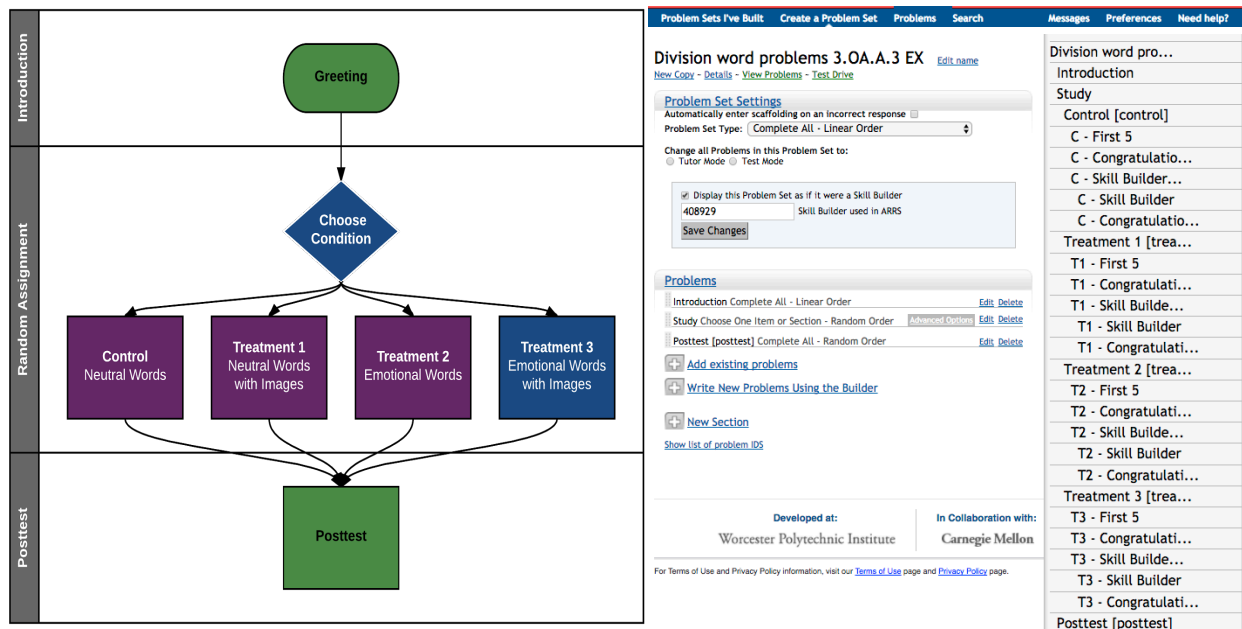 Introduction
Greeting
Random Assignment
Choose
Condition
Control
Neutral Words
Treatment 1
Neutral Words
with Images
Treatment 2
Emotional Words
Treatment 3
Emotional Words
with Images
Posttest
Posttest
Problem Sets I've Built Create a Problem Set Problems Search Messages Preferences Need help?
Division word problems 3.OA.A.3 EX Edit name
New Copy - Details - View Problems - Test Drive
Problem Set Settings
Automatically enter scaffolding on an incorrect response
Problem Set Type: Complete All - Linear Order
Change all Problems in this Problem Set to:
Tutor Mode Test Mode
Display this Problem Set as if it were a Skill Builder
408929 Skill Builder used in ARRS
Save Changes
Problems
Introduction Complete All - Linear Order Edit Delete
Study Choose One Item or Section - Random Order Advanced Options Edit Delete
Posttest [posttest] Complete All - Random Order Edit Delete
Add existing problems
Write New Problems Using the Builder
New Section
Show list of problem IDS
Developed at: In Collaboration with:
Worcester Polytechnic Institute Carnegie Mellon
For Terms of Use and Privacy Policy information, visit our Terms of Use page and Privacy Policy page.
Division word pro...
Introduction
Study
Control [control]
C - First 5
C - Congratulatio...
C - Skill Builder...
C - Skill Builder
C - Congratulatio...
Treatment 1 [trea...
T1 - First 5
T1 - Congratulati...
T1 - Skill Builde...
T1 - Skill Builder
T1 - Congratulati...
Treatment 2 [trea...
T2 - First 5
T2 - Congratulati...
T2 - Skill Builde...
T2 - Skill Builder
T2 - Congratulati...
Treatment 3 [trea...
T3 - First 5
T3 - Congratulati...
T3 - Skill Builde...
T3 - Skill Builder
T3 - Congratulati...
Posttest [posttest]